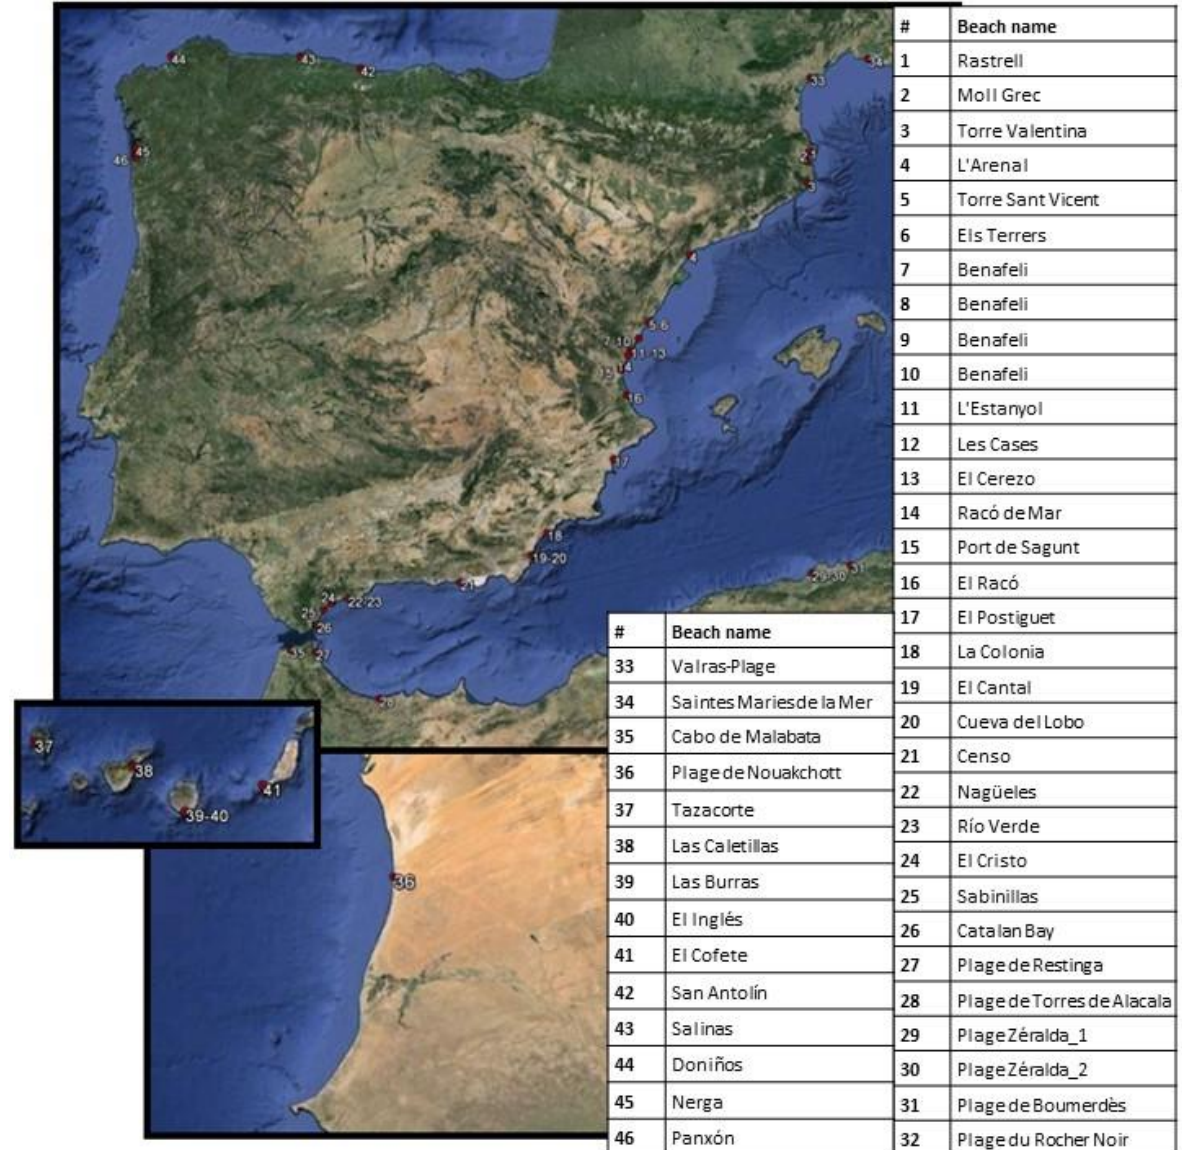 44
43
42
34
33
45
46
2 1
3
4
5-6
7-10
11-13
14
15
16
17
18
19-20
21
22-23
24
25
26
35
27
28
29-30
31
37
38
39-40
41
36
# Beach name
1 Rastrell
2 Moll Grec
3 Torre Valentina
4 L'Arenal
5 Torre Sant Vicent
6 Els Terrers
7 Benafeli
8 Benafeli
9 Benafeli
10 Benafeli
11 L'Estanyol
12 Les Cases
13 El Cerezo
14 Racó de Mar
15 Port de Sagunt
16 El Racó
17 El Postiguet
18 La Colonia
19 El Cantal
20 Cueva del Lobo
21 Censo
22 Nagüeles
23 Río Verde
24 El Cristo
25 Sabinillas
26 Catalan Bay
27 Plage de Restinga
28 Plage de Torres de Alacala
29 Plage Zéralda_1
30 Plage Zéralda_2
31 Plage de Boumerdès
32 Plage du Rocher Noir
# Beach name
33 Valras-Plage
34 Saintes Maries de la Mer
35 Cabo de Malabata
36 Plage de Nouakchott
37 Tazacorte
38 Las Caletillas
39 Las Burras
40 El Inglés
41 El Cofete
42 San Antolín
43 Salinas
44 Doniños
45 Nerga
46 Panxón